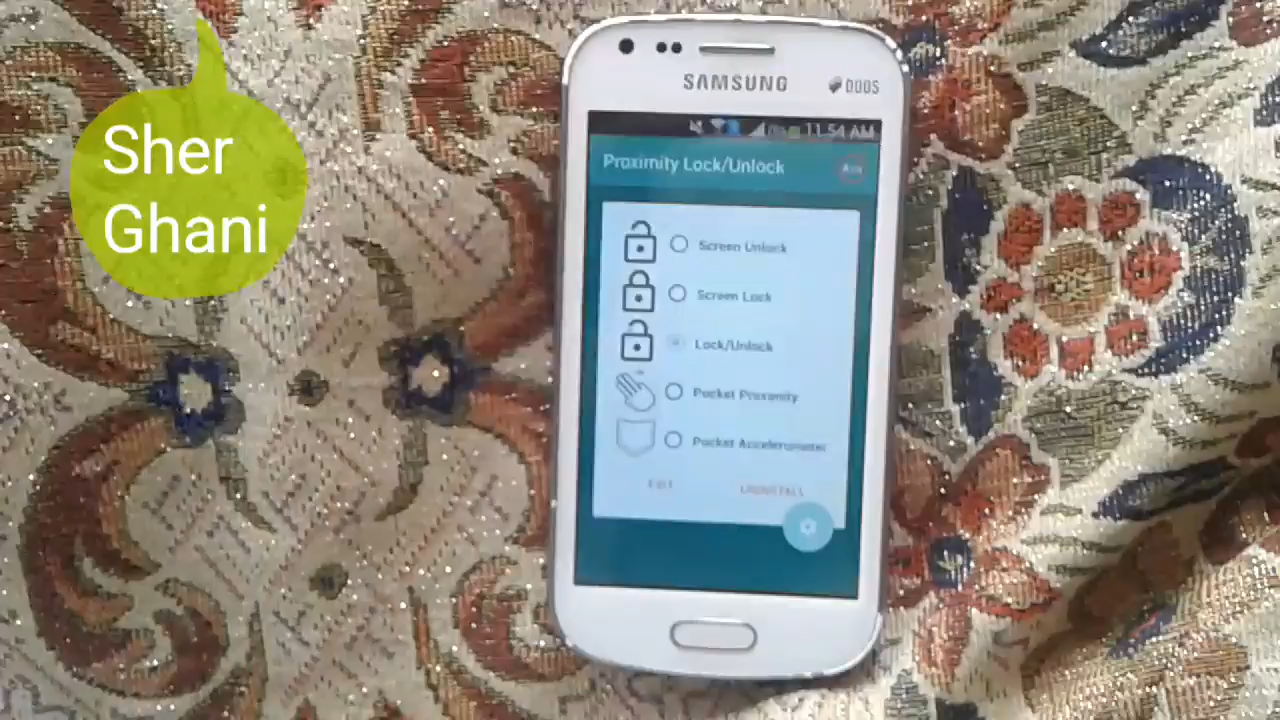 Sher
Ghani
SAMSUNG
DUOS
11:54 AM
Proximity Lock/Unlock
Screen Unlock
Screen Lock
Lock/Unlock
Pocket Proximity
Pocket Accelerometer
EXIT UNINSTALL